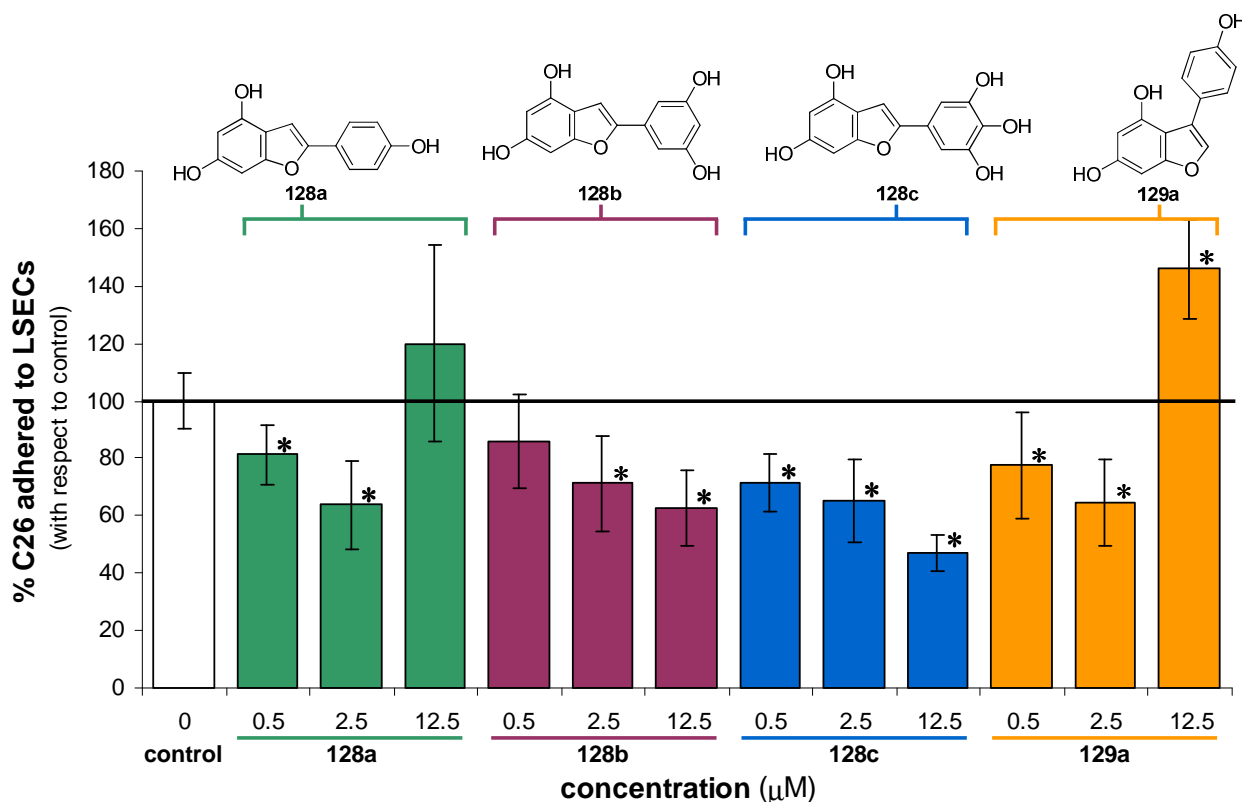 OH
HO
O
OH
128a
OH
HO
O
OH
OH
128b
OH
HO
O
OH
OH
OH
128c
HO
OH
HO
O
129a
% C26 adhered to LSECs
(with respect to control)
180
160
140
120
100
80
60
40
20
0
*
*
*
*
*
*
*
*
*
*
0 0.5 2.5 12.5 0.5 2.5 12.5 0.5 2.5 12.5 0.5 2.5 12.5
control 128a 128b 128c 129a
concentration (μM)